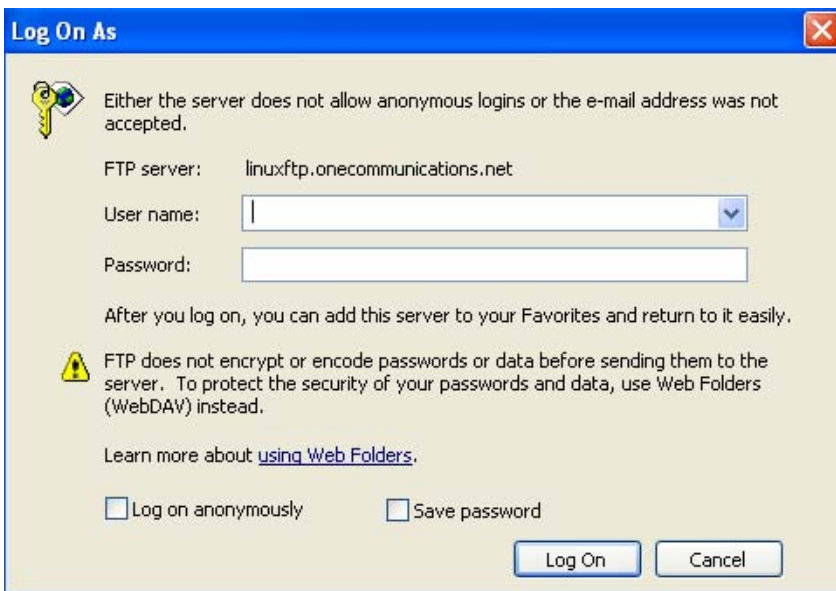 Log On As
Either the server does not allow anonymous logins or the e-mail address was not
accepted.
FTP server: linuxftp.onecommunications.net
User name:
Password:
After you log on, you can add this server to your Favorites and return to it easily.
FTP does not encrypt or encode passwords or data before sending them to the
server. To protect the security of your passwords and data, use Web Folders
(WebDAV) instead.
Learn more about using Web Folders.
Log on anonymously Save password
Log On Cancel